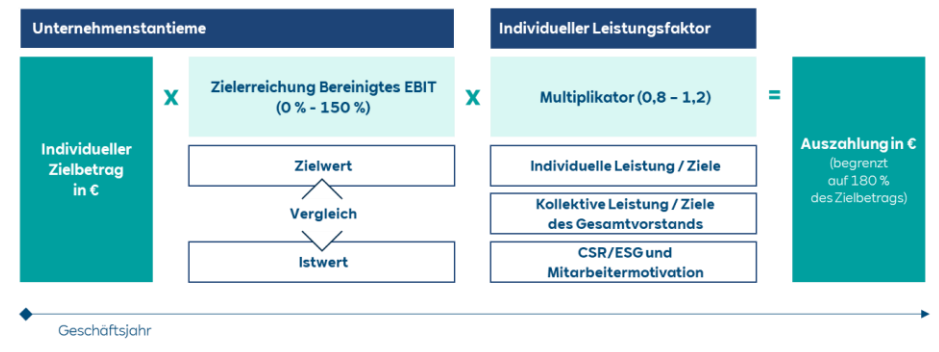 Unternehmenstantieme
Individueller Leistungsfaktor
Individueller
Zielbetrag
in €
x
Zielerreichung Bereinigtes EBIT
(0 % - 150 %)
x
Multiplikator (0,8 – 1,2)
=
Auszahlung in €
(begrenzt
auf 180 %
des Zielbetrags)
Zielwert
Vergleich
Istwert
Individuelle Leistung / Ziele
Kollektive Leistung / Ziele
des Gesamtvorstands
CSR/ESG und
Mitarbeitermotivation
Geschäftsjahr